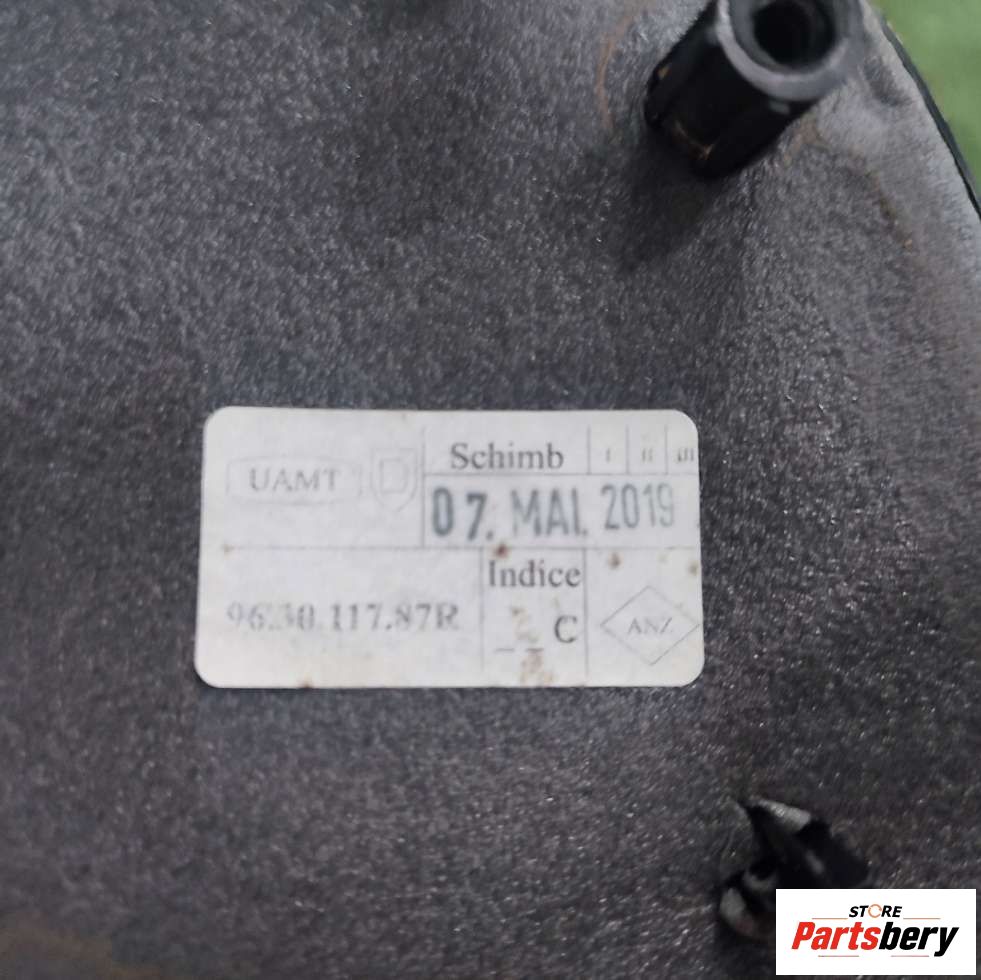 Schimb I II III
UAMT
07. MAI. 2019
Indice
96.30.117.87R
_ _ C
ANZ
STORE
Partsbery